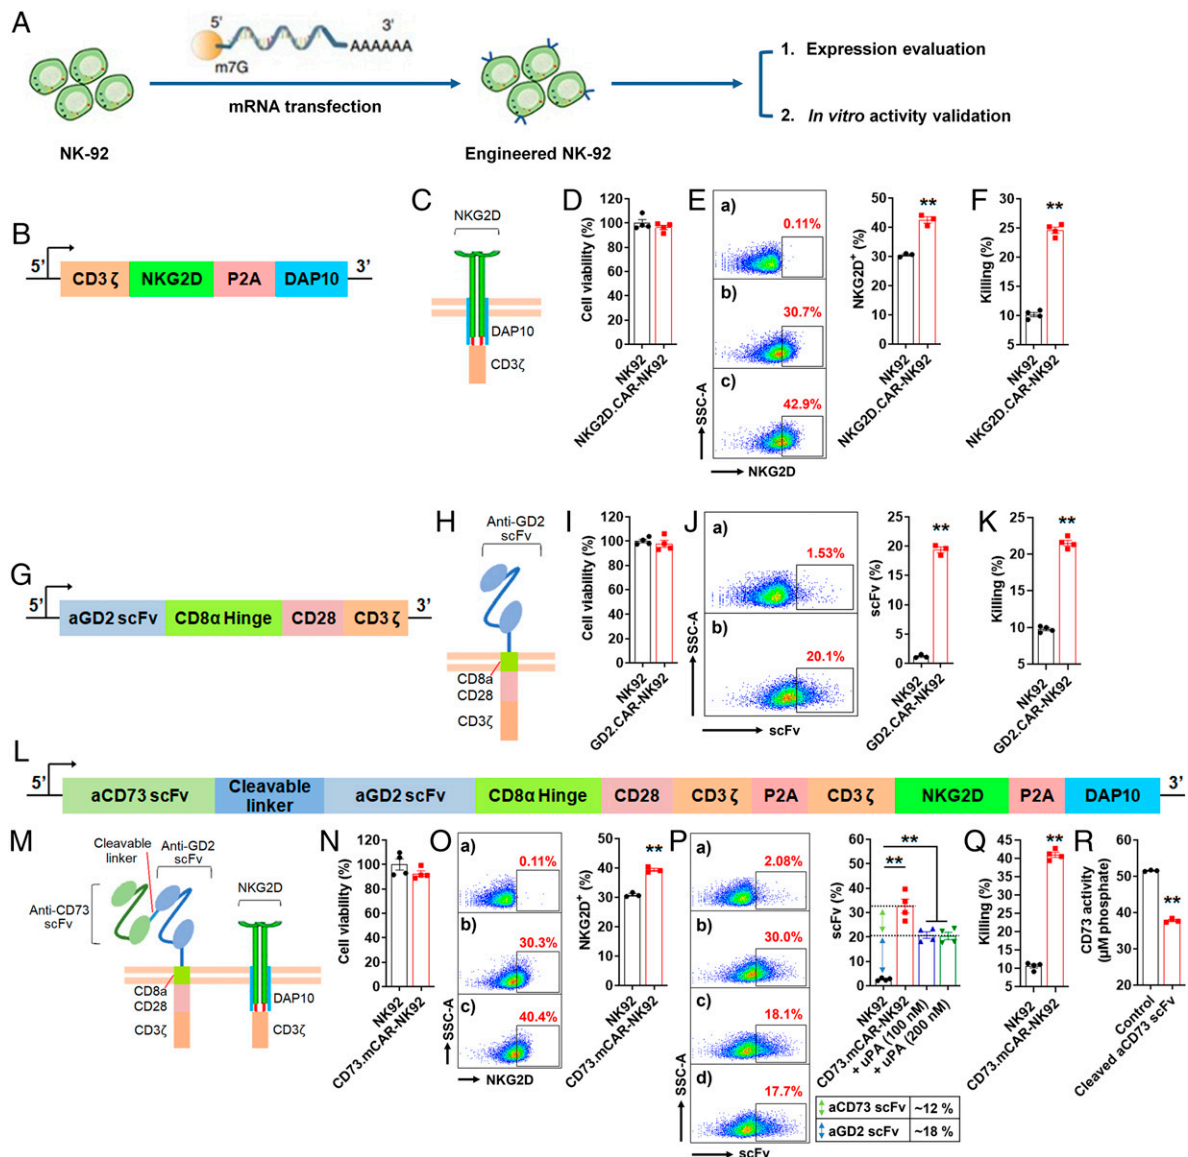 A
5’
3’
AAAAAA
m7G
mRNA transfection
NK-92
Engineered NK-92
1. Expression evaluation
2. In vitro activity validation
B
5’
CD3 ζ
NKG2D
P2A
DAP10
3’
C
NKG2D
DAP10
CD3ζ
D
Cell viability (%)
120
100
80
60
40
20
0
NK92
NKG2D.CAR-NK92
E
a)
0.11%
b)
30.7%
c)
42.9%
SSC-A
NKG2D
NKG2D+ (%)
50
40
30
20
10
0
**
NK92
NKG2D.CAR-NK92
F
Killing (%)
30
25
20
15
10
5
**
NK92
NKG2D.CAR-NK92
G
5’
aGD2 scFv
CD8α Hinge
CD28
CD3 ζ
3’
H
Anti-GD2
scFv
CD8a
CD28
CD3ζ
I
Cell viability (%)
120
100
80
60
40
20
0
NK92
GD2.CAR-NK92
J
a)
1.53%
b)
20.1%
SSC-A
scFv
scFv (%)
25
20
15
10
5
0
**
NK92
GD2.CAR-NK92
K
Killing (%)
25
20
15
10
5
**
NK92
GD2.CAR-NK92
L
5’
aCD73 scFv
Cleavable
linker
aGD2 scFv
CD8α Hinge
CD28
CD3 ζ
P2A
CD3 ζ
NKG2D
P2A
DAP10
3’
M
Cleavable
linker
Anti-GD2
scFv
Anti-CD73
scFv
NKG2D
CD8a
CD28
CD3ζ
DAP10
CD3ζ
N
Cell viability (%)
120
100
80
60
40
20
0
NK92
CD73.mCAR-NK92
O
a)
0.11%
b)
30.3%
c)
40.4%
SSC-A
NKG2D
NKG2D+ (%)
50
40
30
20
10
0
**
NK92
CD73.mCAR-NK92
P
a)
2.08%
b)
30.0%
c)
18.1%
d)
17.7%
SSC-A
scFv
scFv (%)
60
50
40
30
20
10
0
**
**
NK92
CD73.mCAR-NK92
+ uPA (100 nM)
+ uPA (200 nM)
aCD73 scFv ~12 %
aGD2 scFv ~18 %
Q
Killing (%)
45
40
35
30
25
20
15
10
5
**
NK92
CD73.mCAR-NK92
R
CD73 activity
(µM phosphate)
60
50
40
30
20
**
Control
Cleaved aCD73 scFv